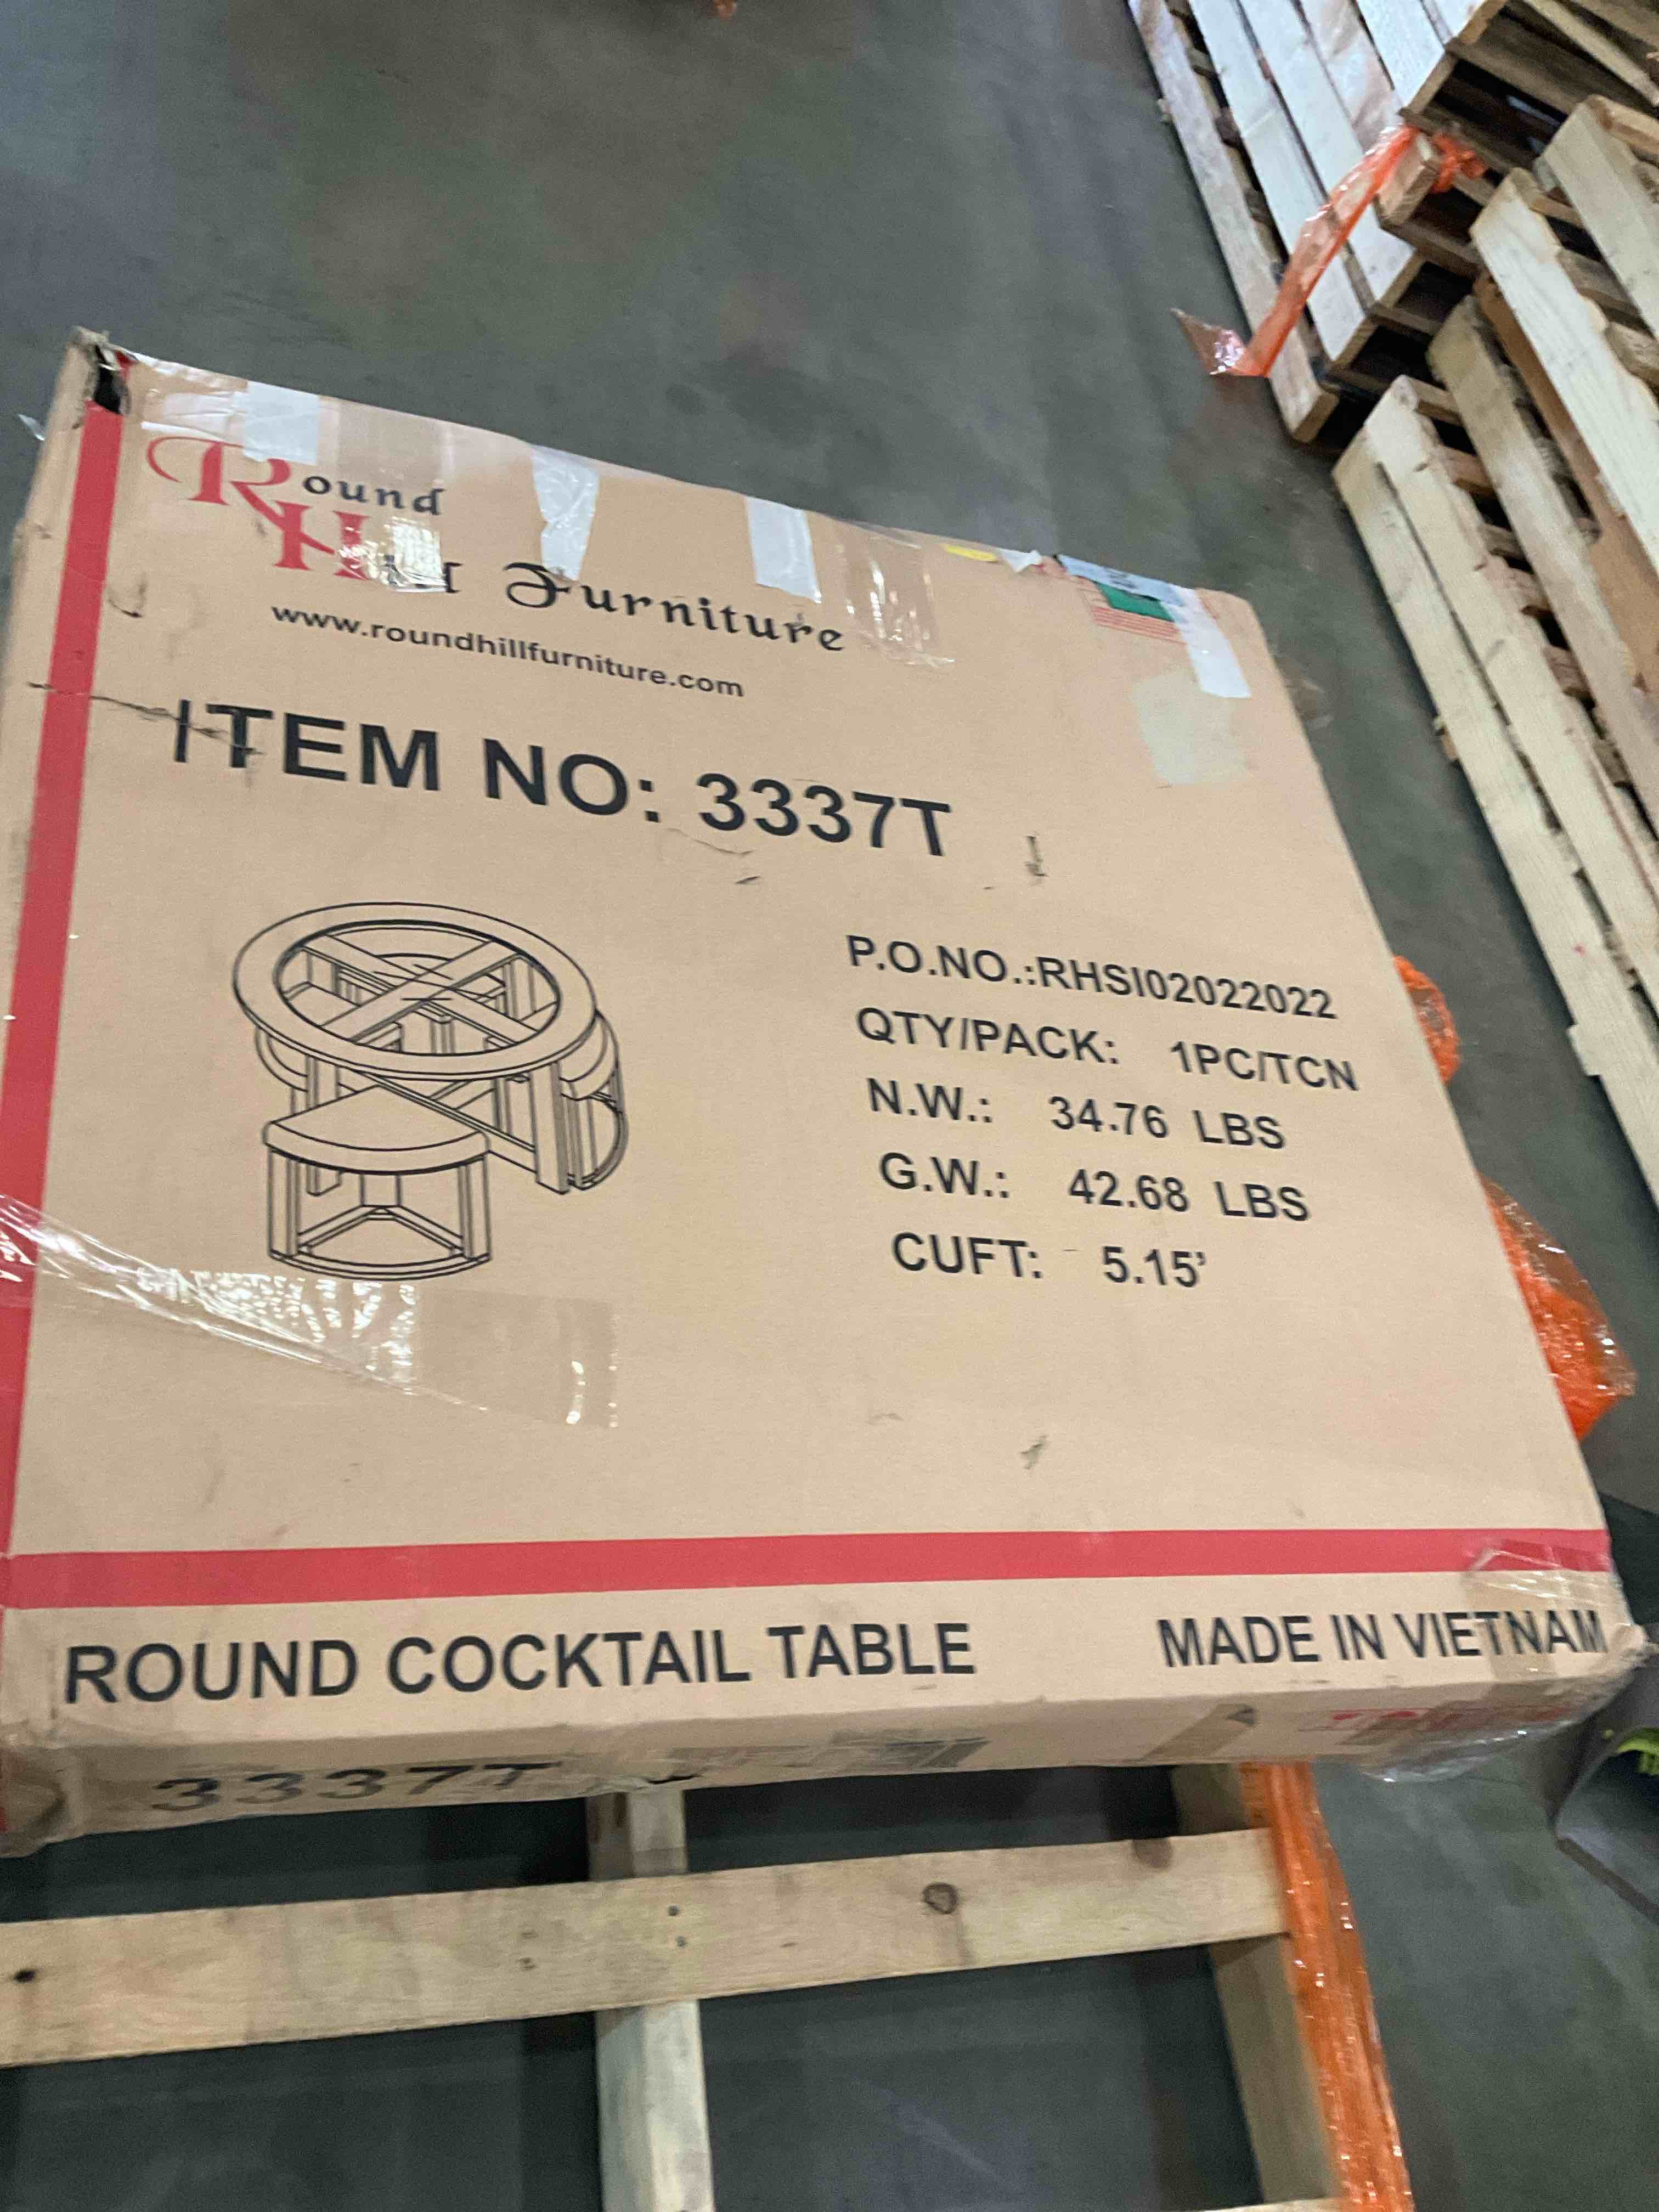 Round
Hill Furniture
www.roundhillfurniture.com
ITEM NO: 3337T
P.O.NO.:RHSI02022022
QTY/PACK: 1PC/TCN
N.W.: 34.76 LBS
G.W.: 42.68 LBS
CUFT: 5.15’
ROUND COCKTAIL TABLE MADE IN VIETNAM
3337T